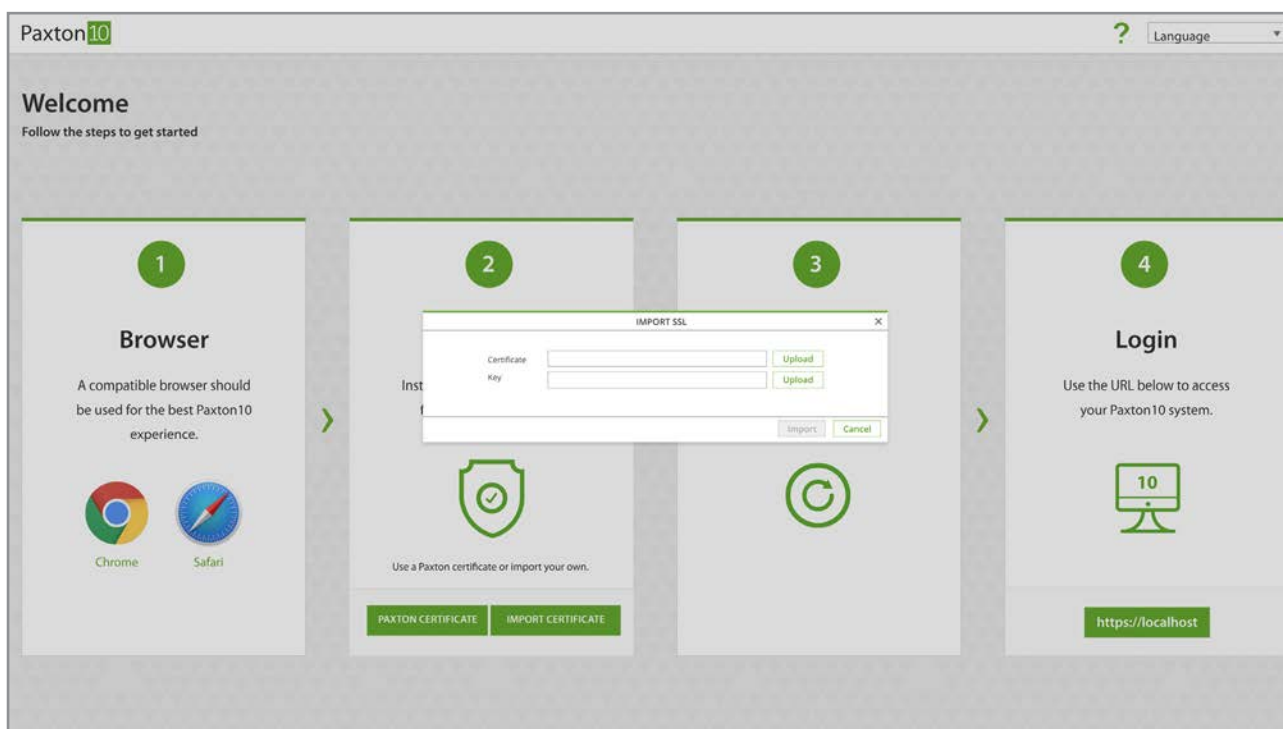 Paxton10
? Language
Welcome
Follow the steps to get started
1
Browser
A compatible browser should
be used for the best Paxton10
experience.
Chrome
Safari
2
Inst
Use a Paxton certificate or import your own.
PAXTON CERTIFICATE
IMPORT CERTIFICATE
IMPORT SSL
Certificate
Upload
Key
Upload
Import
Cancel
3
4
Login
Use the URL below to access
your Paxton10 system.
10
https://localhost